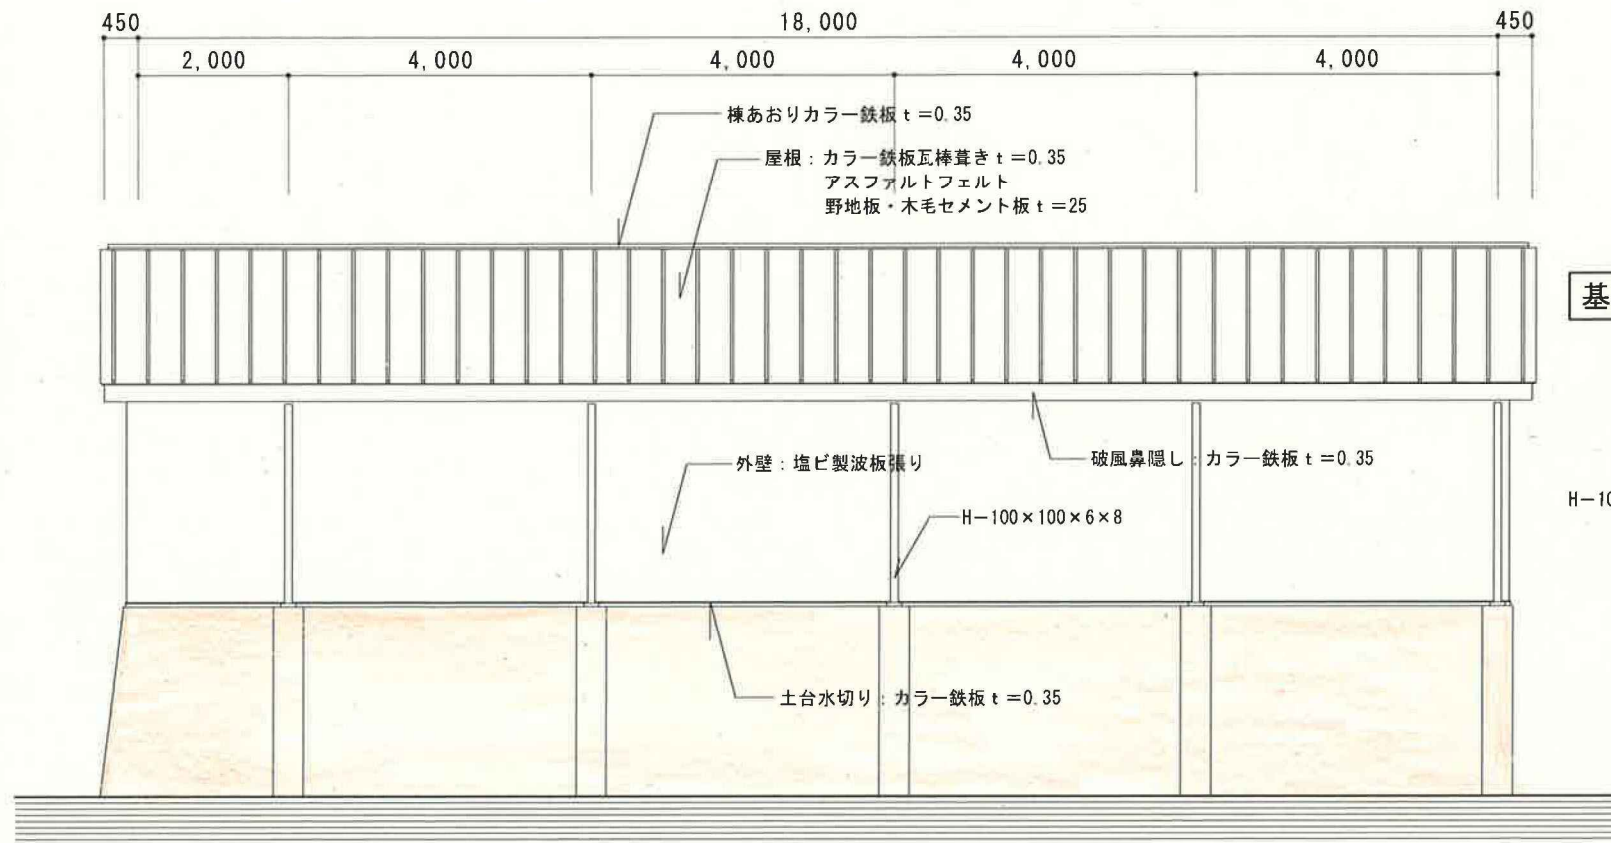 450 18,000 450
2,000 4,000 4,000 4,000 4,000
棟あおりカラー鉄板 t=0.35
屋根:カラー鉄板瓦棒葺き t=0.35
アスファルトフェルト
野地板・木毛セメント板 t=25
基
外壁:塩ビ製波板張り
破風鼻隠し:カラー鉄板 t=0.35
H-10
H-100×100×6×8
土台水切り:カラー鉄板 t=0.35